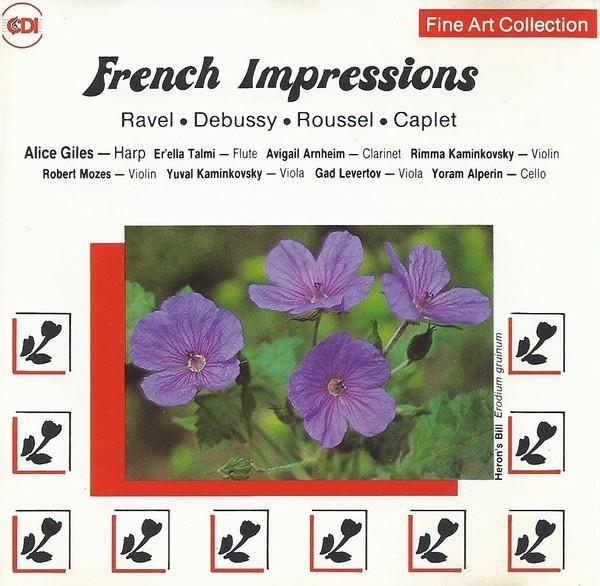 CDI
Fine Art Collection
French Impressions
Ravel • Debussy • Roussel • Caplet
Alice Giles — Harp Er'ella Talmi — Flute Avigail Arnheim — Clarinet Rimma Kaminkovsky — Violin
Robert Mozes — Violin Yuval Kaminkovsky — Viola Gad Levertov — Viola Yoram Alperin — Cello
Heron's Bill Erodium gruinum